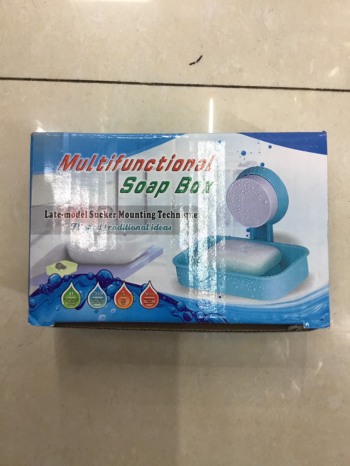 Multifunctional
Soap Box
Late-model Sucker Mounting Technique
traditional ideas